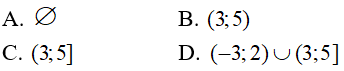 A. ∅ B. (3;5)
C. (3;5] D. (−3;2)∪(3;5]